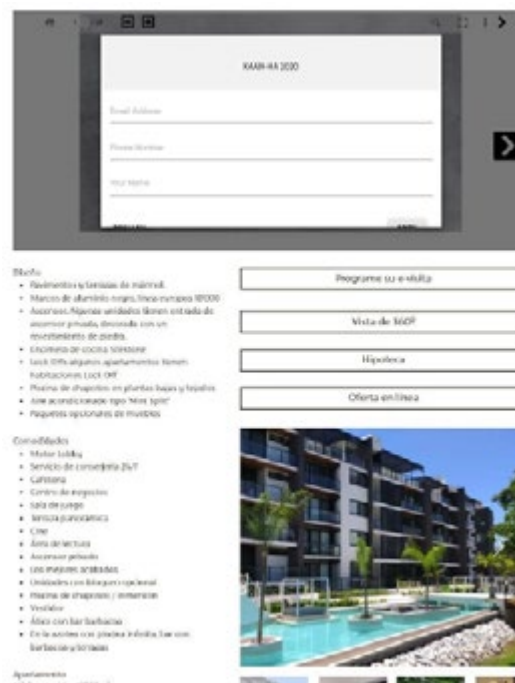 KAAN-HA 2020
Email Address
Phone Number
Your Name
Diseño
Pavimentos y terrazas de mármol.
Marcos de aluminio negro, línea europea
Ascensor. Algunas unidades tienen entrada de
ascensor privada, decorada con un
revestimiento de piedra.
Encimera de cocina
Lock Offs algunos apartamentos tienen
habitaciones Lock Off
Piscina de chapoteo en plantas bajas y
Aire acondicionado tipo "Mini Split"
Paquetes opcionales de muebles
Programe su e-visita
Vista de 360º
Hipoteca
Oferta en línea
Comodidades
Motor Lobby
Servicio de conserjería 24/7
Cafetería
Centro de negocios
Sala de juego
Terraza panorámica
Cine
Área de lectura
Ascensor privado
Los mejores acabados
Unidades con bloqueo opcional
Piscina de chapoteo / inmersión
Vestidor
Ático con bar barbacoa
En la azotea con piscina infinita, bar con
barbacoa y terrazas
Apartamento